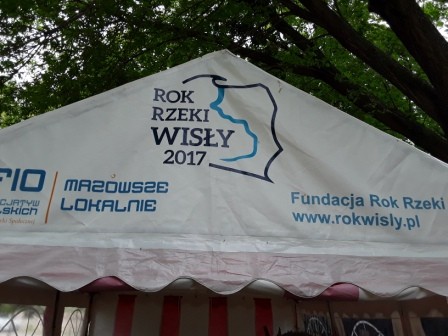 ROK
RZEKI
WISŁY
2017
FIO
MAZOWSZE
LOKALNIE
Fundacja Rok Rzeki
www.rokwisly.pl